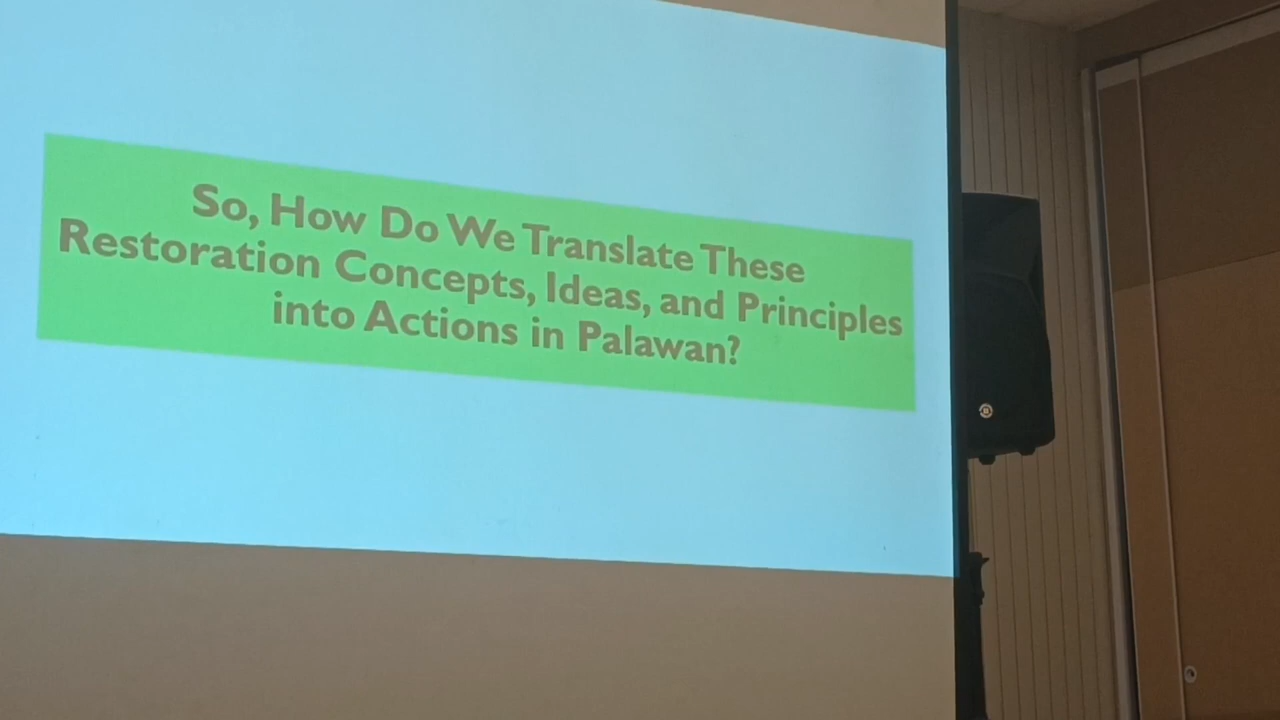 So, How Do We Translate These
Restoration Concepts, Ideas, and Principles
into Actions in Palawan?